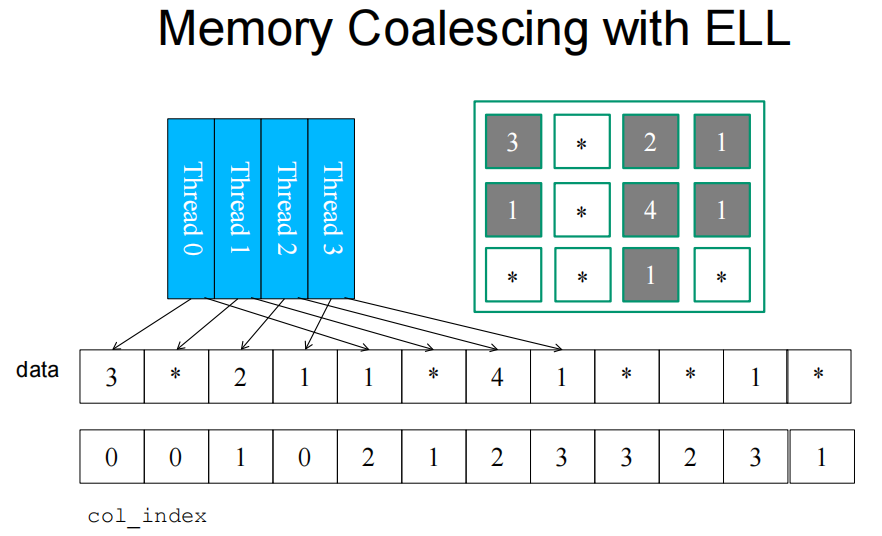 Memory Coalescing with ELL
Thread 0
Thread 1
Thread 2
Thread 3
3 * 2 1
1 * 4 1
* * 1 *
data 3 * 2 1 1 * 4 1 * * 1 *
0 0 1 0 2 1 2 3 3 2 3 1
col_index